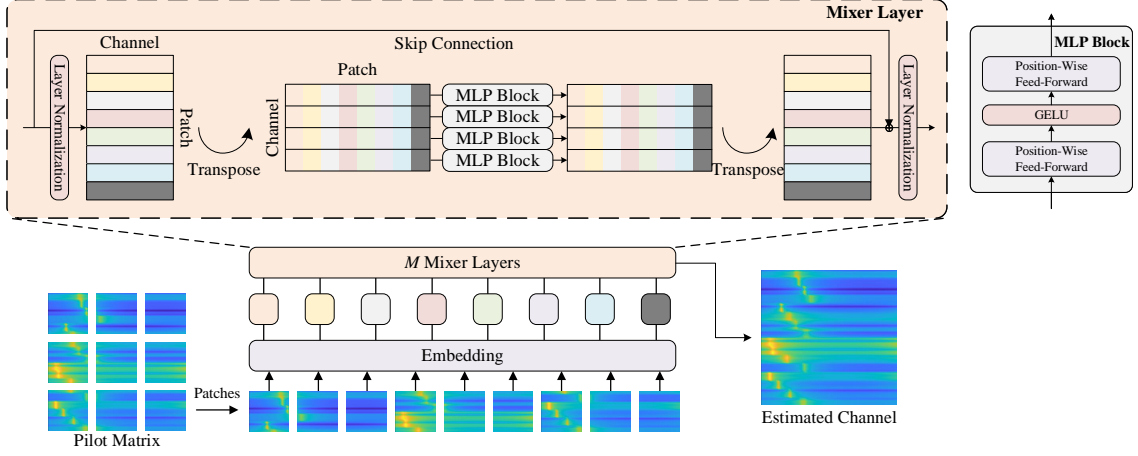 Mixer Layer
Skip Connection
Layer Normalization
Channel
Patch
Transpose
Patch
Channel
MLP Block
MLP Block
MLP Block
MLP Block
Transpose
Layer Normalization
MLP Block
Position-Wise
Feed-Forward
GELU
Position-Wise
Feed-Forward
M Mixer Layers
Embedding
Patches
Pilot Matrix
Estimated Channel